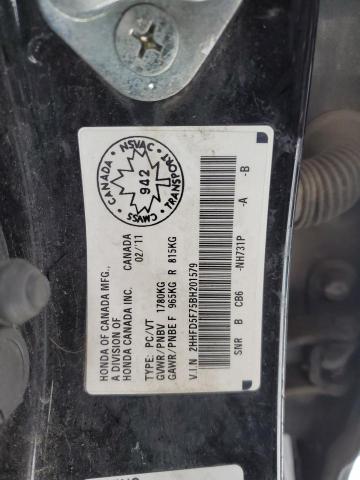 HONDA OF CANADA MFG.,
A DIVISION OF
HONDA CANADA INC. CANADA
02/11
TYPE: PC/VT
GVWR/PNBV 1780KG
GAWR/PNBE F 965KG R 815KG
V.I.N. 2HHFD5F75BH201579
SNR B CB6 -NH731P -A -B
CANADA · NSVAC
TRANSPORT
CMVSS
942